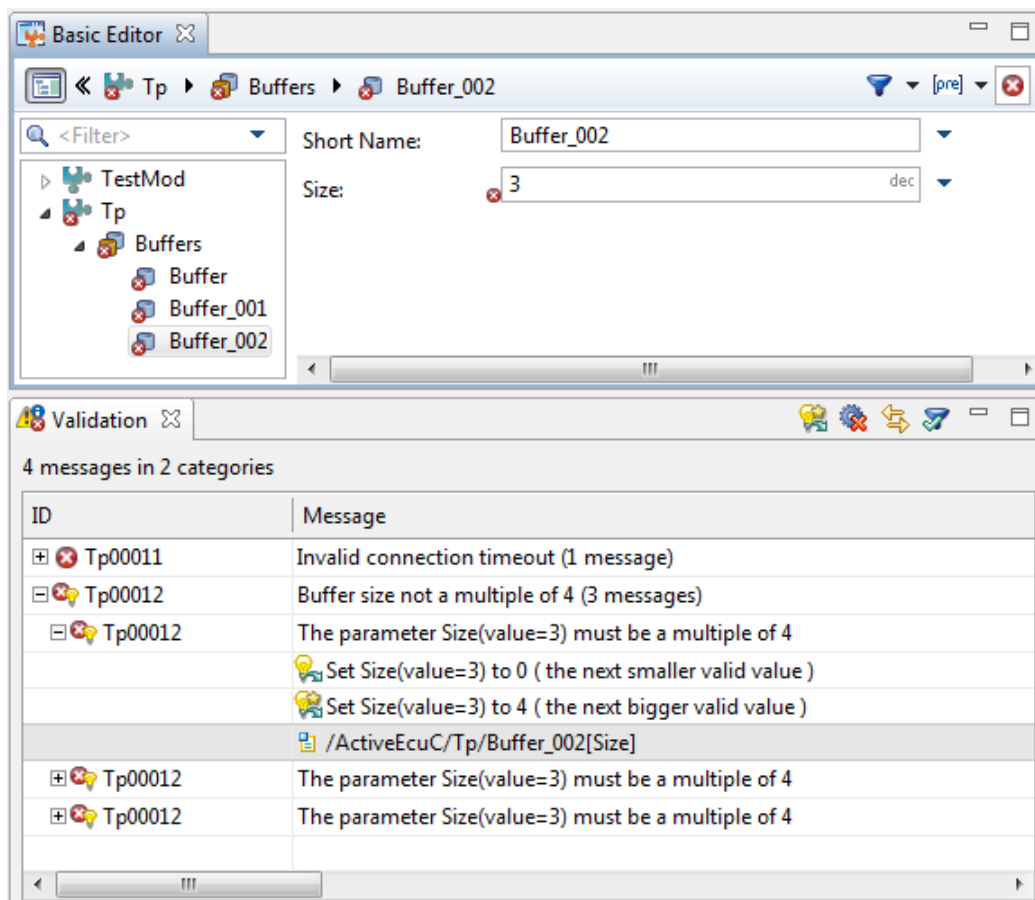 Basic Editor
Tp Buffers Buffer_002 [pre]
<Filter>
TestMod
Tp
Buffers
Buffer
Buffer_001
Buffer_002
Short Name: Buffer_002
Size: 3 dec
Validation
4 messages in 2 categories
ID Message
Tp00011 Invalid connection timeout (1 message)
Tp00012 Buffer size not a multiple of 4 (3 messages)
Tp00012 The parameter Size(value=3) must be a multiple of 4
Set Size(value=3) to 0 ( the next smaller valid value )
Set Size(value=3) to 4 ( the next bigger valid value )
/ActiveEcuC/Tp/Buffer_002[Size]
Tp00012 The parameter Size(value=3) must be a multiple of 4
Tp00012 The parameter Size(value=3) must be a multiple of 4